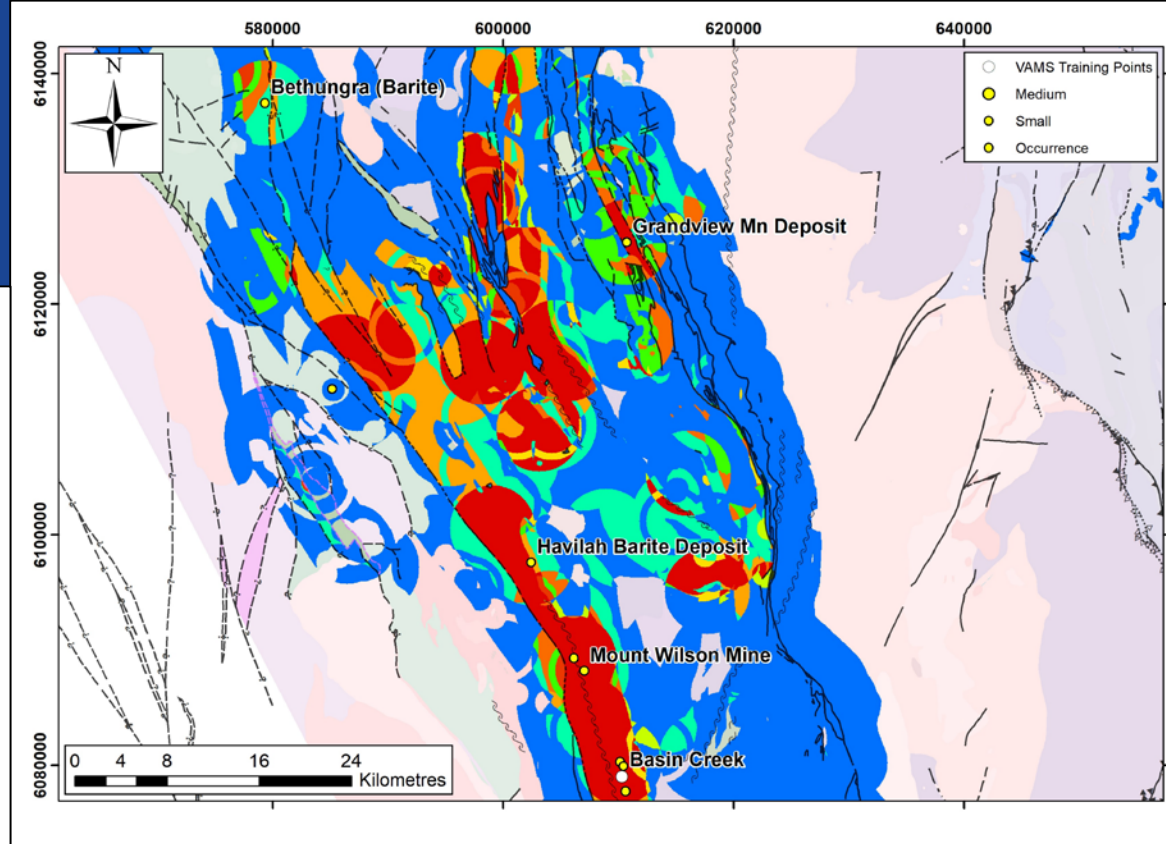 580000
600000
620000
640000
6140000
6120000
6100000
6080000
N
VAMS Training Points
Medium
Small
Occurrence
Bethungra (Barite)
Grandview Mn Deposit
Havilah Barite Deposit
Mount Wilson Mine
Basin Creek
0 4 8 16 24
Kilometres